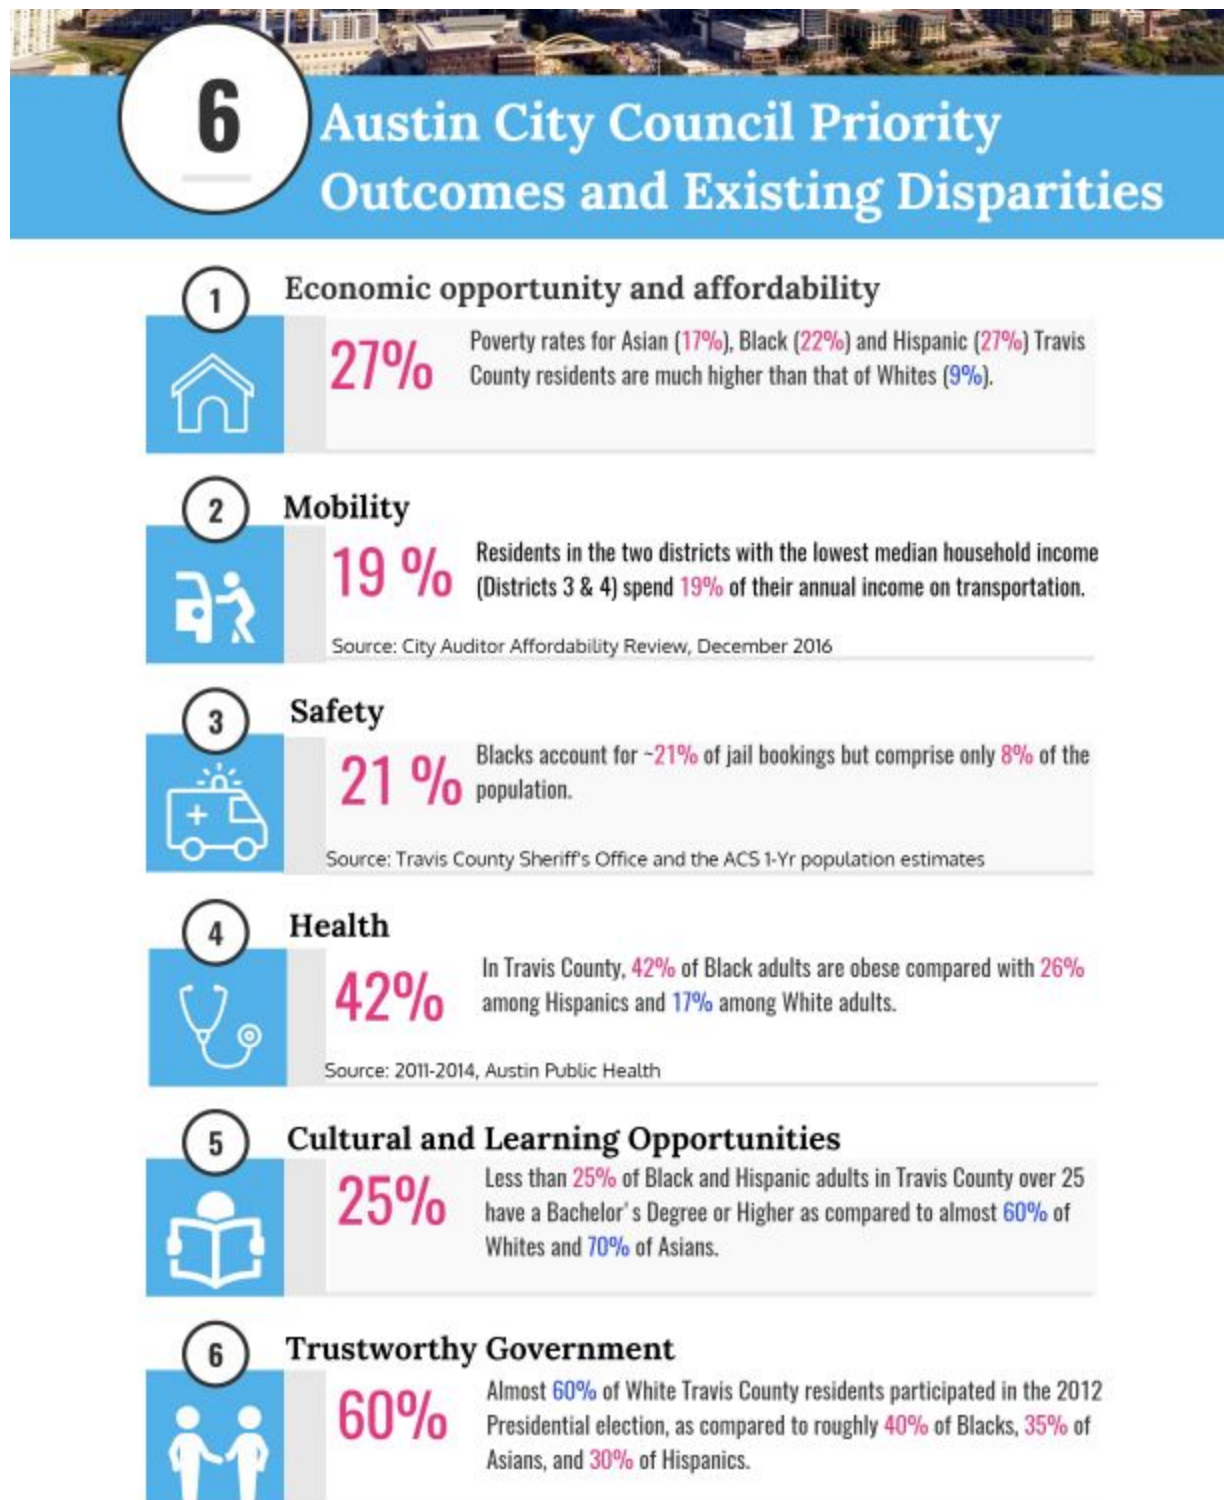 6
Austin City Council Priority
Outcomes and Existing Disparities
1
Economic opportunity and affordability
27%
Poverty rates for Asian (17%), Black (22%) and Hispanic (27%) Travis
County residents are much higher than that of Whites (9%).
2
Mobility
19 %
Residents in the two districts with the lowest median household income
(Districts 3 & 4) spend 19% of their annual income on transportation.
Source: City Auditor Affordability Review, December 2016
3
Safety
21 %
Blacks account for ~21% of jail bookings but comprise only 8% of the
population.
Source: Travis County Sheriff's Office and the ACS 1-Yr population estimates
4
Health
42%
In Travis County, 42% of Black adults are obese compared with 26%
among Hispanics and 17% among White adults.
Source: 2011-2014, Austin Public Health
5
Cultural and Learning Opportunities
25%
Less than 25% of Black and Hispanic adults in Travis County over 25
have a Bachelor's Degree or Higher as compared to almost 60% of
Whites and 70% of Asians.
6
Trustworthy Government
60%
Almost 60% of White Travis County residents participated in the 2012
Presidential election, as compared to roughly 40% of Blacks, 35% of
Asians, and 30% of Hispanics.